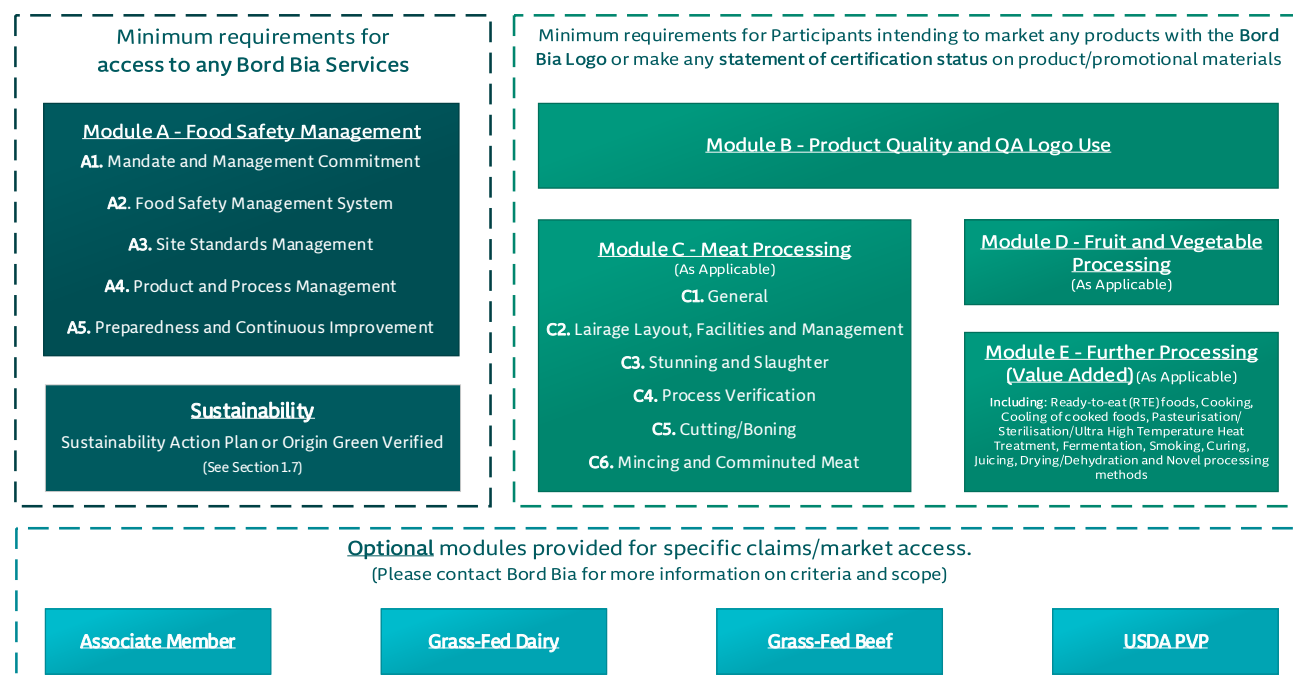 Minimum requirements for
access to any Bord Bia Services
Module A - Food Safety Management
A1. Mandate and Management Commitment
A2. Food Safety Management System
A3. Site Standards Management
A4. Product and Process Management
A5. Preparedness and Continuous Improvement
Sustainability
Sustainability Action Plan or Origin Green Verified
(See Section 1.7)
Minimum requirements for Participants intending to market any products with the Bord
Bia Logo or make any statement of certification status on product/promotional materials
Module B - Product Quality and QA Logo Use
Module C - Meat Processing
(As Applicable)
C1. General
C2. Lairage Layout, Facilities and Management
C3. Stunning and Slaughter
C4. Process Verification
C5. Cutting/Boning
C6. Mincing and Comminuted Meat
Module D - Fruit and Vegetable
Processing
(As Applicable)
Module E - Further Processing
(Value Added) (As Applicable)
Including: Ready-to-eat (RTE) foods, Cooking,
Cooling of cooked foods, Pasteurisation/
Sterilisation/Ultra High Temperature Heat
Treatment, Fermentation, Smoking, Curing,
Juicing, Drying/Dehydration and Novel processing
methods
Optional modules provided for specific claims/market access.
(Please contact Bord Bia for more information on criteria and scope)
Associate Member
Grass-Fed Dairy
Grass-Fed Beef
USDA PVP